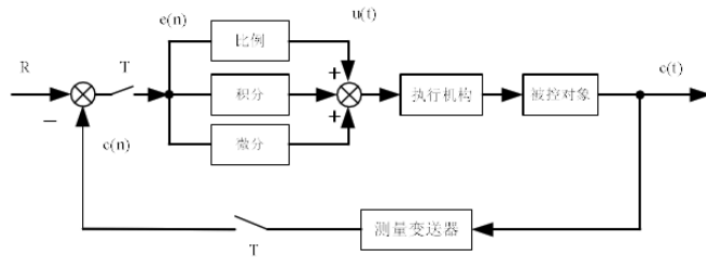 e(n)
u(t)
比例
R
T
c(t)
+
积分
执行机构
被控对象
−
+
c(n)
微分
测量变送器
T